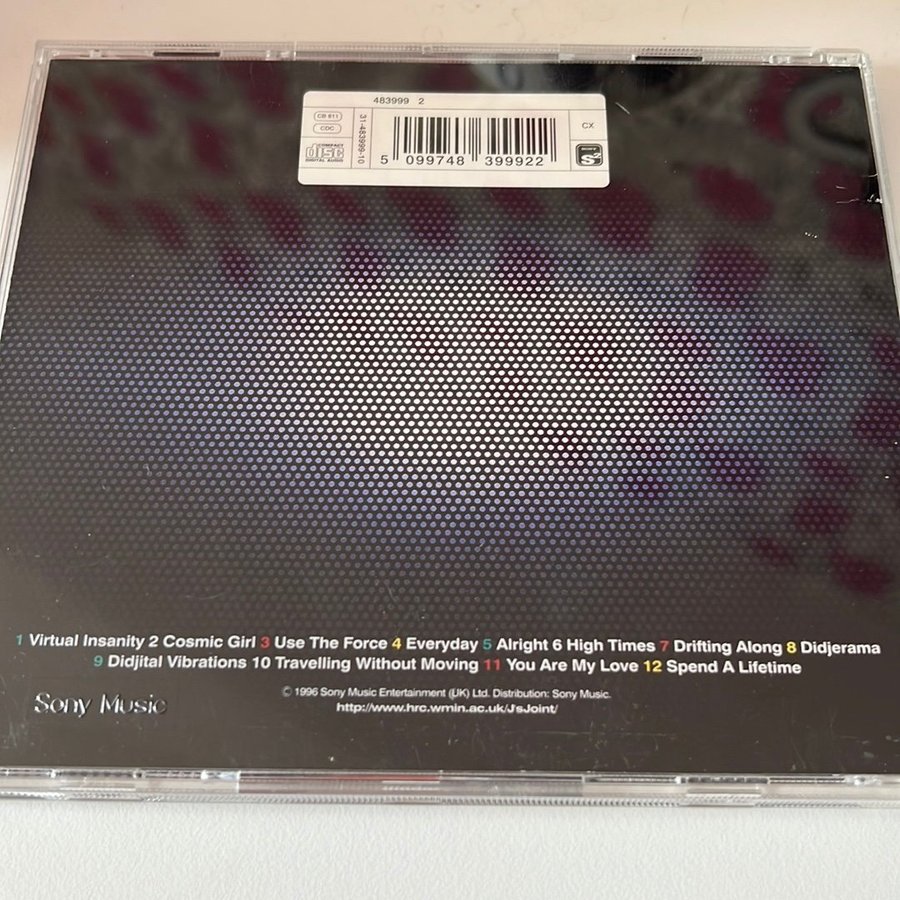 483999 2
CB 811
CDC
COMPACT
disc
DIGITAL AUDIO
31-483999-10
5 099748 399922
CX
SONY
S
1 Virtual Insanity 2 Cosmic Girl 3 Use The Force 4 Everyday 5 Alright 6 High Times 7 Drifting Along 8 Didjerama
9 Didjital Vibrations 10 Travelling Without Moving 11 You Are My Love 12 Spend A Lifetime
© 1996 Sony Music Entertainment (UK) Ltd. Distribution: Sony Music.
Sony Music
http://www.hrc.wmin.ac.uk/J'sJoint/